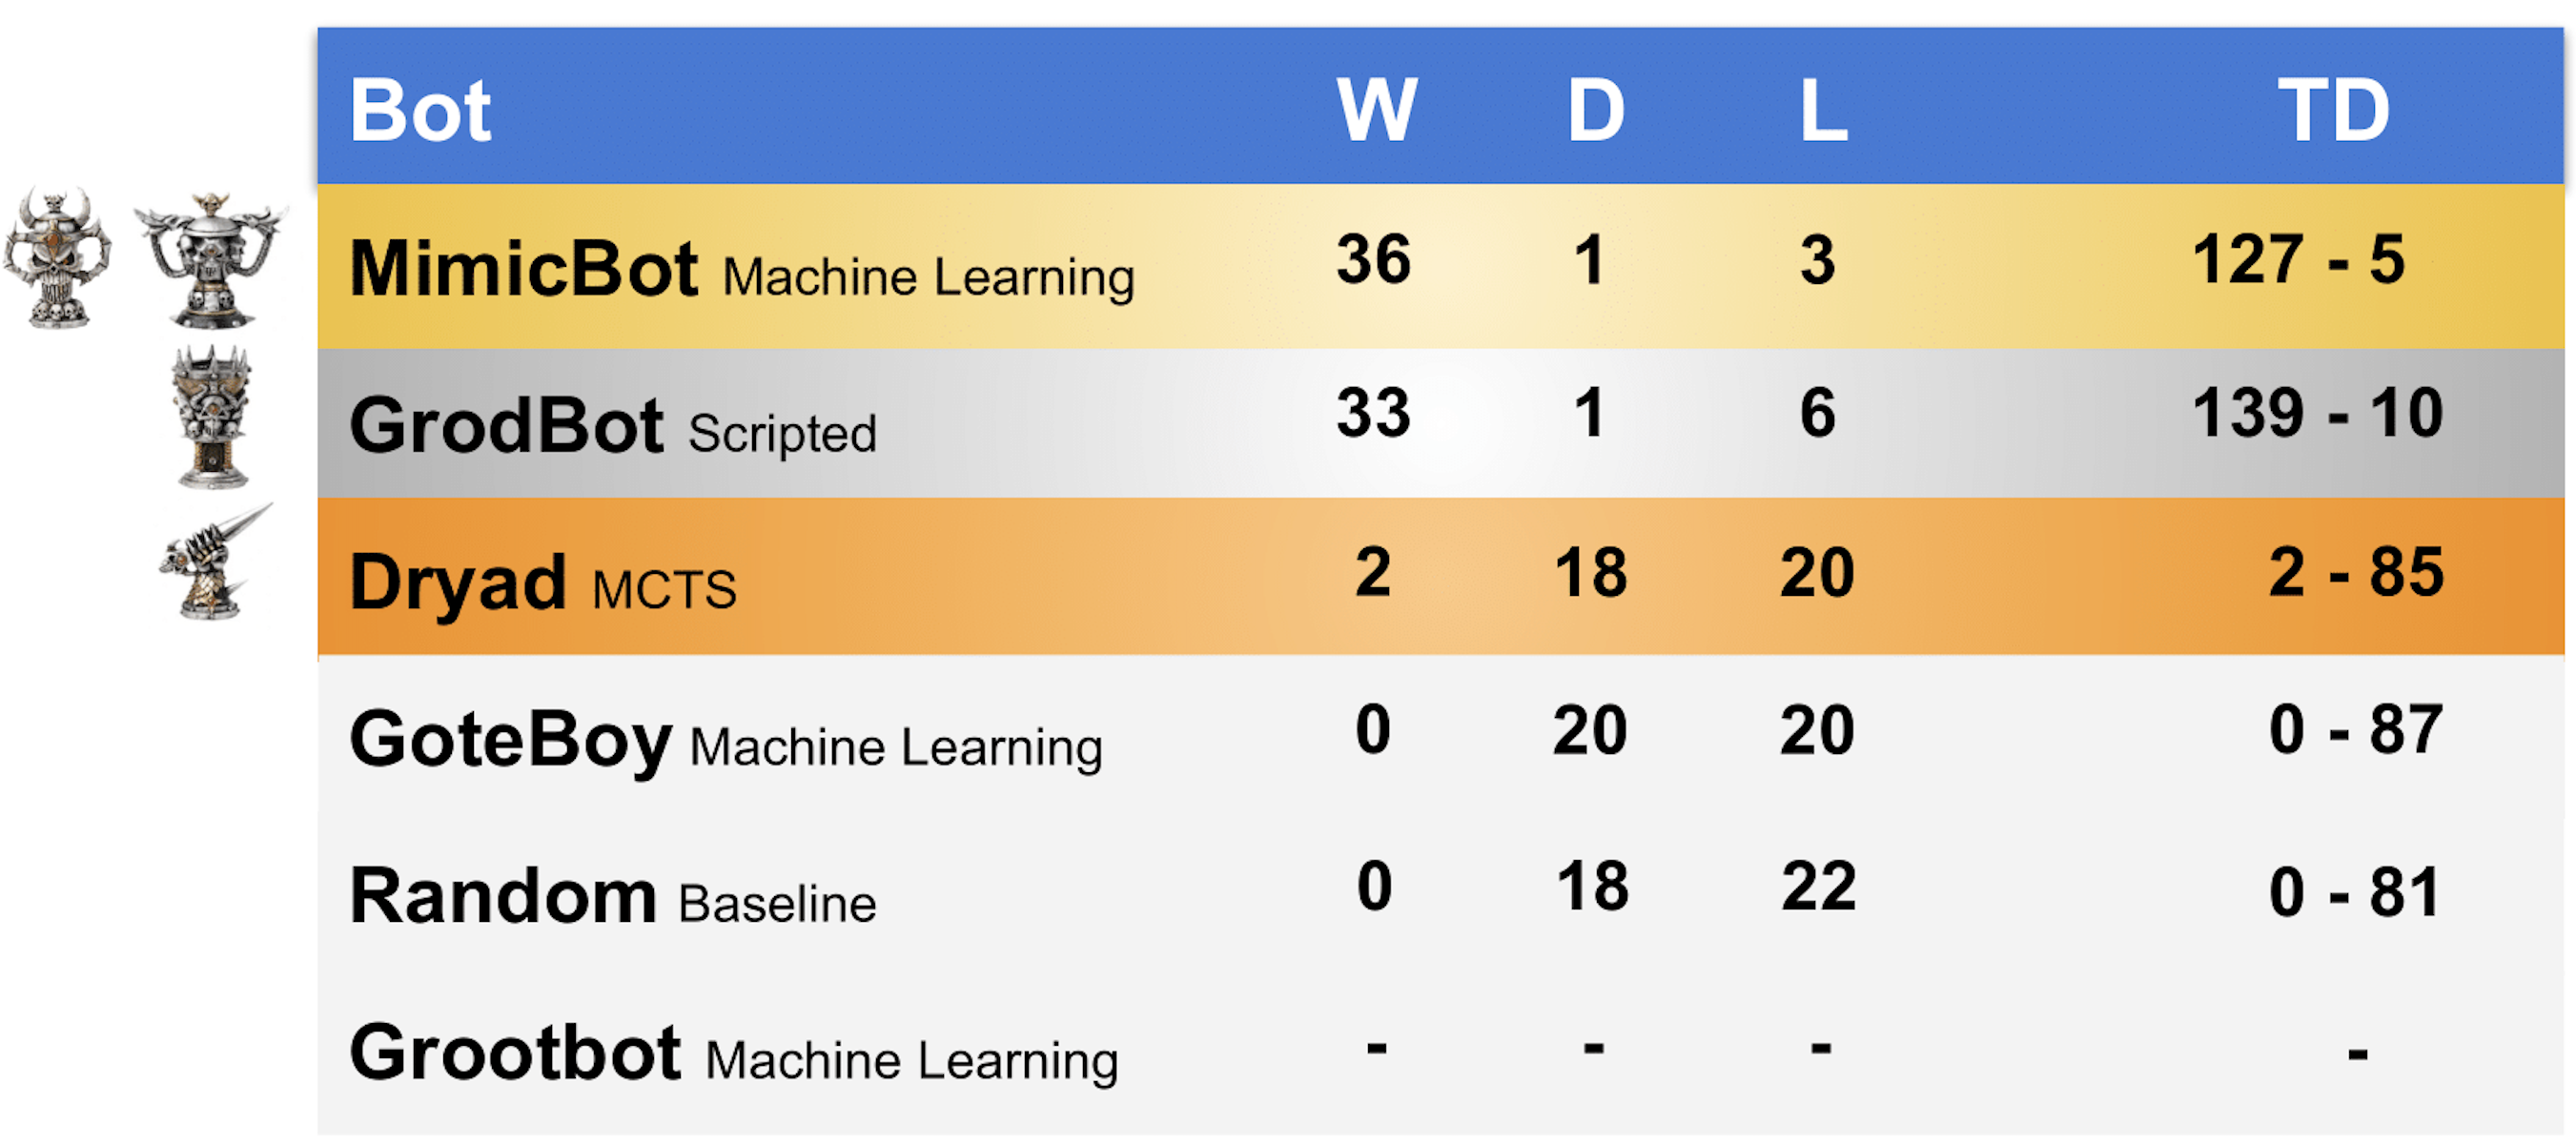 Bot W D L TD
MimicBot Machine Learning 36 1 3 127 - 5
GrodBot Scripted 33 1 6 139 - 10
Dryad MCTS 2 18 20 2 - 85
GoteBoy Machine Learning 0 20 20 0 - 87
Random Baseline 0 18 22 0 - 81
Grootbot Machine Learning - - - -